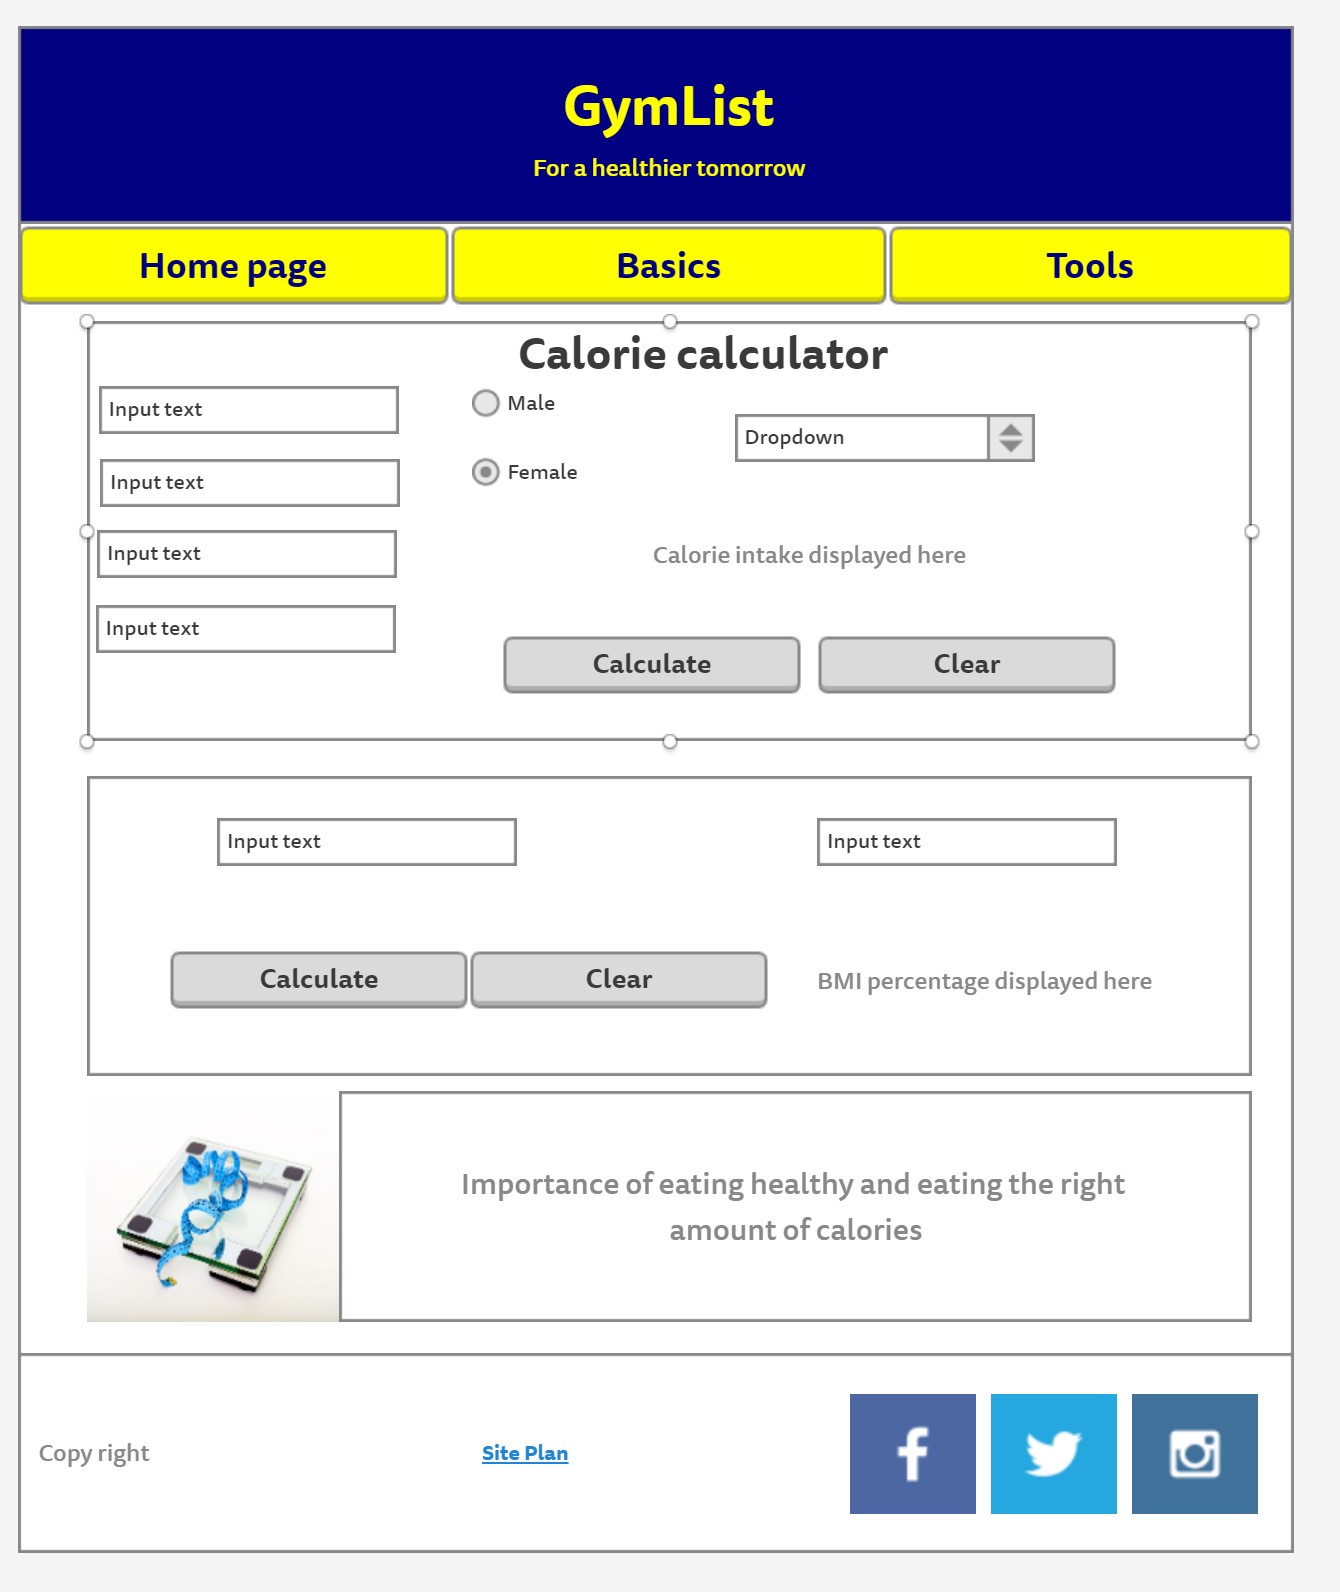 GymList
For a healthier tomorrow
Home page
Basics
Tools
Calorie calculator
Input text
Male
Dropdown
Input text
Female
Input text
Calorie intake displayed here
Input text
Calculate
Clear
Input text
Input text
Calculate
Clear
BMI percentage displayed here
Importance of eating healthy and eating the right
amount of calories
Copy right
Site Plan